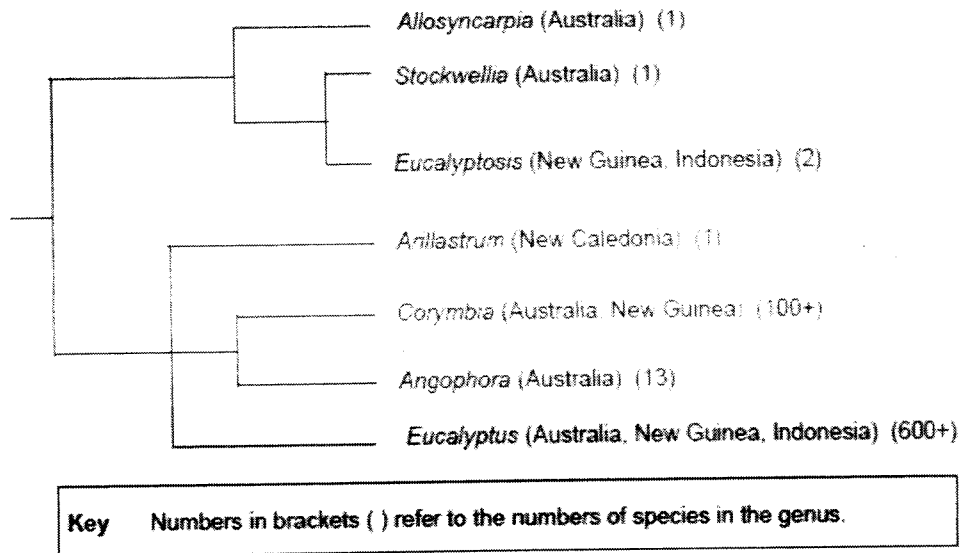 Allosyncarpia (Australia) (1)
Stockwellia (Australia) (1)
Eucalyptosis (New Guinea, Indonesia) (2)
Arillastrum (New Caledonia) (1)
Corymbia (Australia, New Guinea) (100+)
Angophora (Australia) (13)
Eucalyptus (Australia, New Guinea, Indonesia) (600+)
Key Numbers in brackets ( ) refer to the numbers of species in the genus.